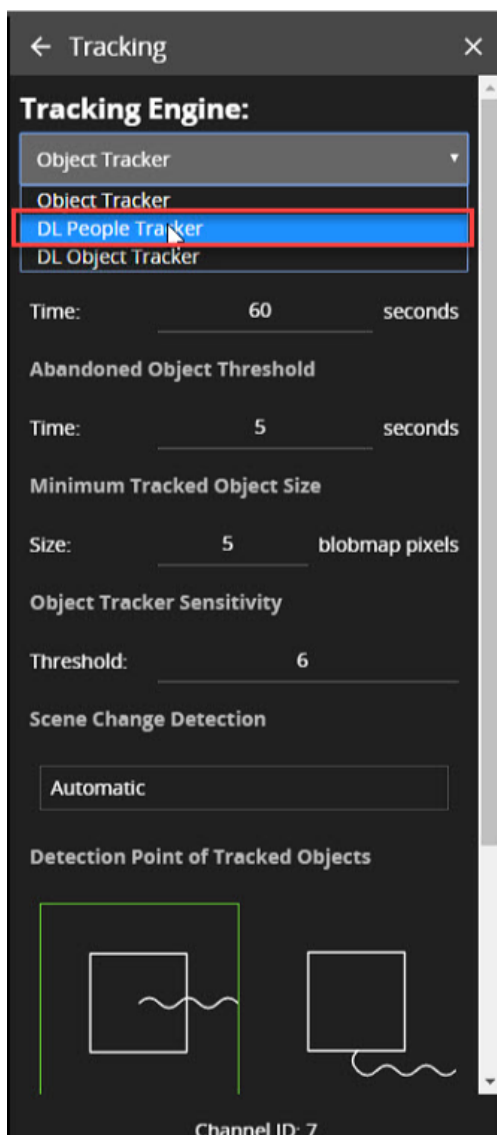 Tracking
Tracking Engine:
Object Tracker
Object Tracker
DL People Tracker
DL Object Tracker
Time: 60 seconds
Abandoned Object Threshold
Time: 5 seconds
Minimum Tracked Object Size
Size: 5 blobmap pixels
Object Tracker Sensitivity
Threshold: 6
Scene Change Detection
Automatic
Detection Point of Tracked Objects
Channel ID: 7